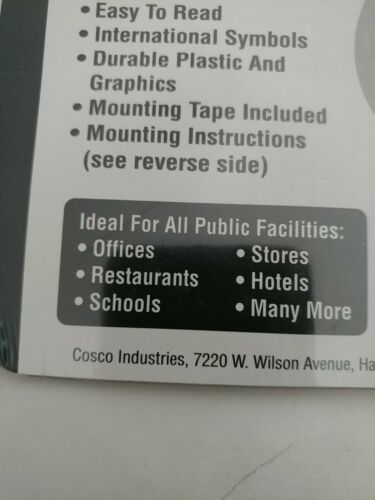 • Easy To Read
• International Symbols
• Durable Plastic And
Graphics
• Mounting Tape Included
• Mounting Instructions
(see reverse side)
Ideal For All Public Facilities:
• Offices
• Restaurants
• Schools
• Stores
• Hotels
• Many More
Cosco Industries, 7220 W. Wilson Avenue, Ha